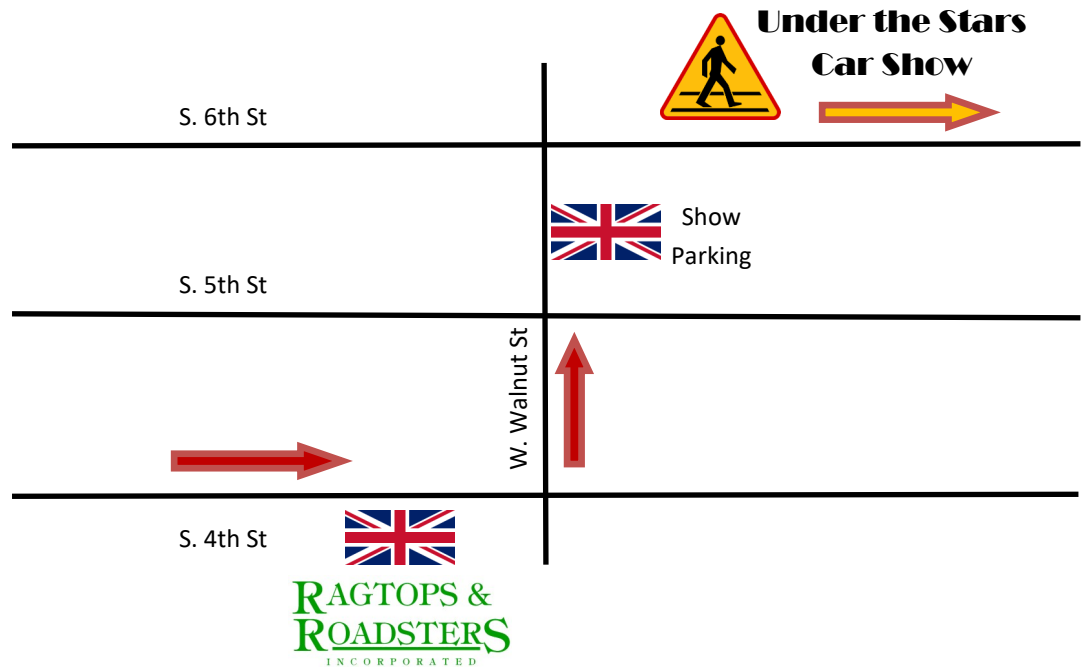 Under the Stars
Car Show
S. 6th St
Show
Parking
S. 5th St
W. Walnut St
S. 4th St
RAGTOPS &
ROADSTERS
INCORPORATED